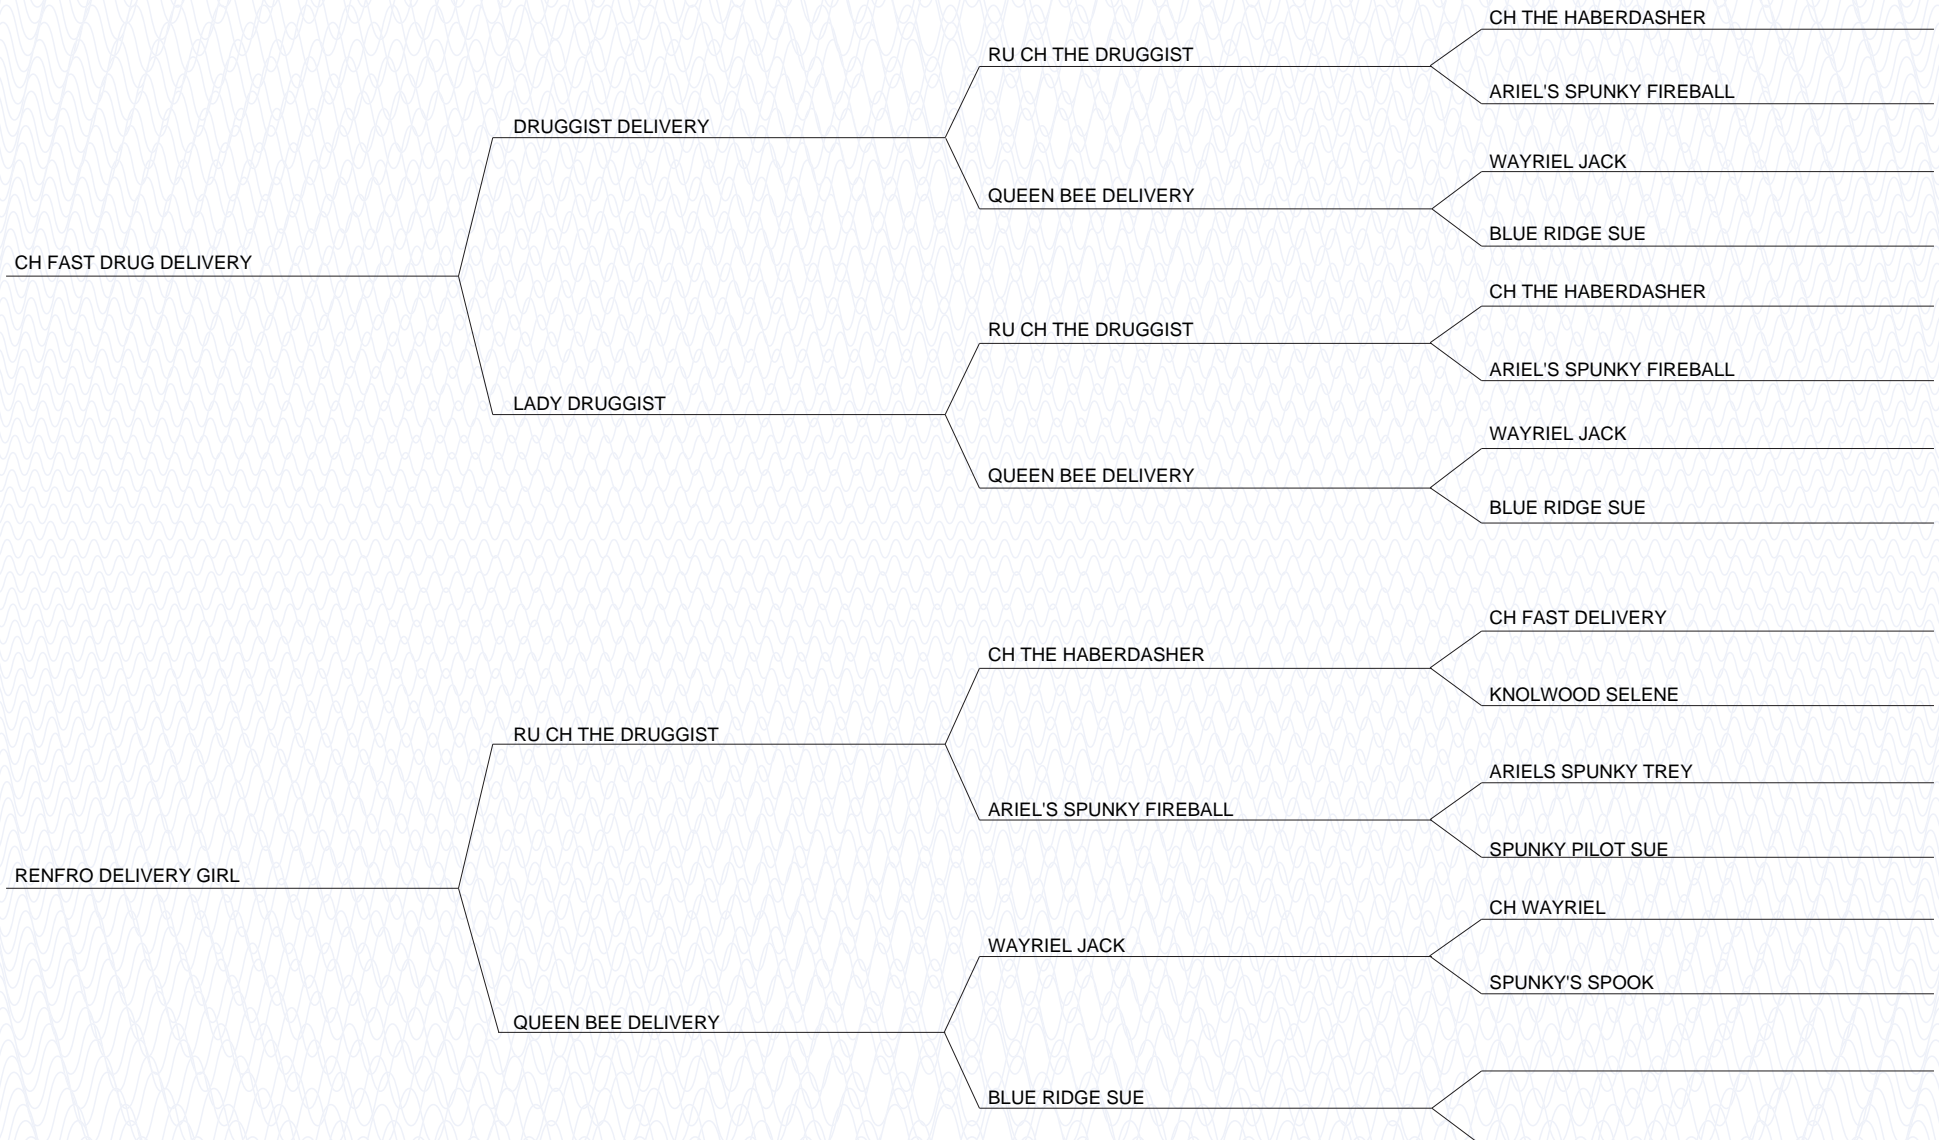 CH THE HABERDASHER
RU CH THE DRUGGIST
ARIEL'S SPUNKY FIREBALL
DRUGGIST DELIVERY
WAYRIEL JACK
QUEEN BEE DELIVERY
BLUE RIDGE SUE
CH FAST DRUG DELIVERY
CH THE HABERDASHER
RU CH THE DRUGGIST
ARIEL'S SPUNKY FIREBALL
LADY DRUGGIST
WAYRIEL JACK
QUEEN BEE DELIVERY
BLUE RIDGE SUE
CH FAST DELIVERY
CH THE HABERDASHER
KNOLWOOD SELENE
RU CH THE DRUGGIST
ARIELS SPUNKY TREY
ARIEL'S SPUNKY FIREBALL
SPUNKY PILOT SUE
RENFRO DELIVERY GIRL
CH WAYRIEL
WAYRIEL JACK
SPUNKY'S SPOOK
QUEEN BEE DELIVERY
BLUE RIDGE SUE